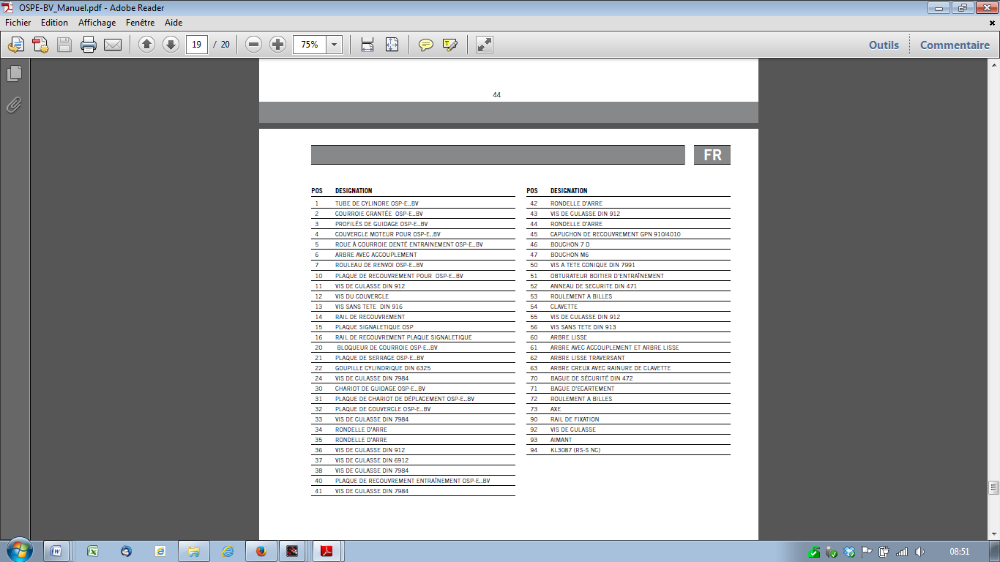 OSPE-BV_Manuel.pdf - Adobe Reader
Fichier Edition Affichage Fenêtre Aide
19 / 20 75% Outils Commentaire
44
FR
POS DESIGNATION
1 TUBE DE CYLINDRE OSP-E..BV
2 COURROIE CRANTÉE OSP-E..BV
3 PROFILÉS DE GUIDAGE OSP-E..BV
4 COUVERCLE MOTEUR POUR OSP-E..BV
5 ROUE À COURROIE DENTÉ ENTRAINEMENT OSP-E..BV
6 ARBRE AVEC ACCOUPLEMENT
7 ROULEAU DE RENVOI OSP-E..BV
10 PLAQUE DE RECOUVREMENT POUR OSP-E..BV
11 VIS DE CULASSE DIN 912
12 VIS DU COUVERCLE
13 VIS SANS TETE DIN 916
14 RAIL DE RECOUVREMENT
15 PLAQUE SIGNALETIQUE OSP
16 RAIL DE RECOUVREMENT PLAQUE SIGNALETIQUE
20 BLOQUEUR DE COURROIE OSP-E..BV
21 PLAQUE DE SERRAGE OSP-E..BV
22 GOUPILLE CYLINDRIQUE DIN 6325
24 VIS DE CULASSE DIN 7984
30 CHARIOT DE GUIDAGE OSP-E..BV
31 PLAQUE DE CHARIOT DE DÉPLACEMENT OSP-E..BV
32 PLAQUE DE COUVERCLE OSP-E..BV
33 VIS DE CULASSE DIN 7984
34 RONDELLE D'ARRE
35 RONDELLE D'ARRE
36 VIS DE CULASSE DIN 912
37 VIS DE CULASSE DIN 6912
38 VIS DE CULASSE DIN 7984
40 PLAQUE DE RECOUVREMENT ENTRAÎNEMENT OSP-E..BV
41 VIS DE CULASSE DIN 7984
POS DESIGNATION
42 RONDELLE D'ARRE
43 VIS DE CULASSE DIN 912
44 RONDELLE D'ARRE
45 CAPUCHON DE RECOUVREMENT GPN 910/4010
46 BOUCHON 7 D
47 BOUCHON M6
50 VIS A TETE CONIQUE DIN 7991
51 OBTURATEUR BOITIER D'ENTRAÎNEMENT
52 ANNEAU DE SECURITE DIN 471
53 ROULEMENT A BILLES
54 CLAVETTE
55 VIS DE CULASSE DIN 912
56 VIS SANS TETE DIN 913
60 ARBRE LISSE
61 ARBRE AVEC ACCOUPLEMENT ET ARBRE LISSE
62 ARBRE LISSE TRAVERSANT
63 ARBRE CREUX AVEC RAINURE DE CLAVETTE
70 BAGUE DE SÉCURITÉ DIN 472
71 BAGUE D'ECARTEMENT
72 ROULEMENT A BILLES
73 AXE
90 RAIL DE FIXATION
92 VIS DE CULASSE
93 AIMANT
94 KL3087 (RS-S NC)
08:51